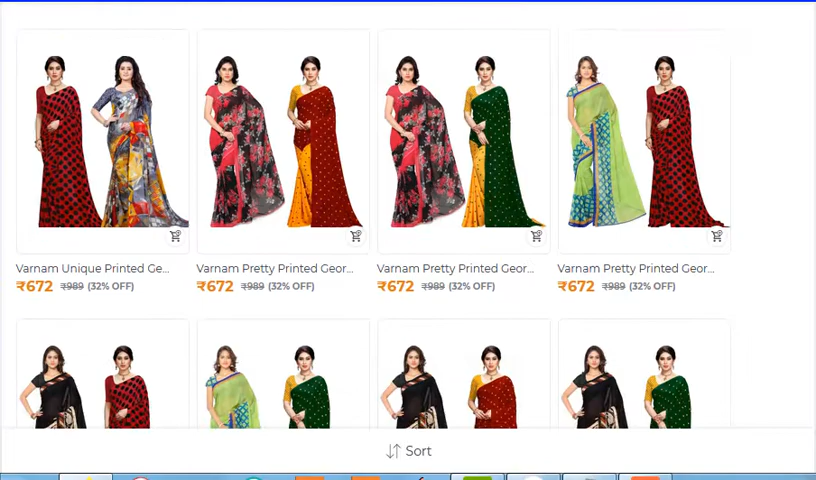 Varnam Unique Printed Ge...
₹672 ₹989 (32% OFF)
Varnam Pretty Printed Geor...
₹672 ₹989 (32% OFF)
Varnam Pretty Printed Geor...
₹672 ₹989 (32% OFF)
Varnam Pretty Printed Geor...
₹672 ₹989 (32% OFF)
Sort